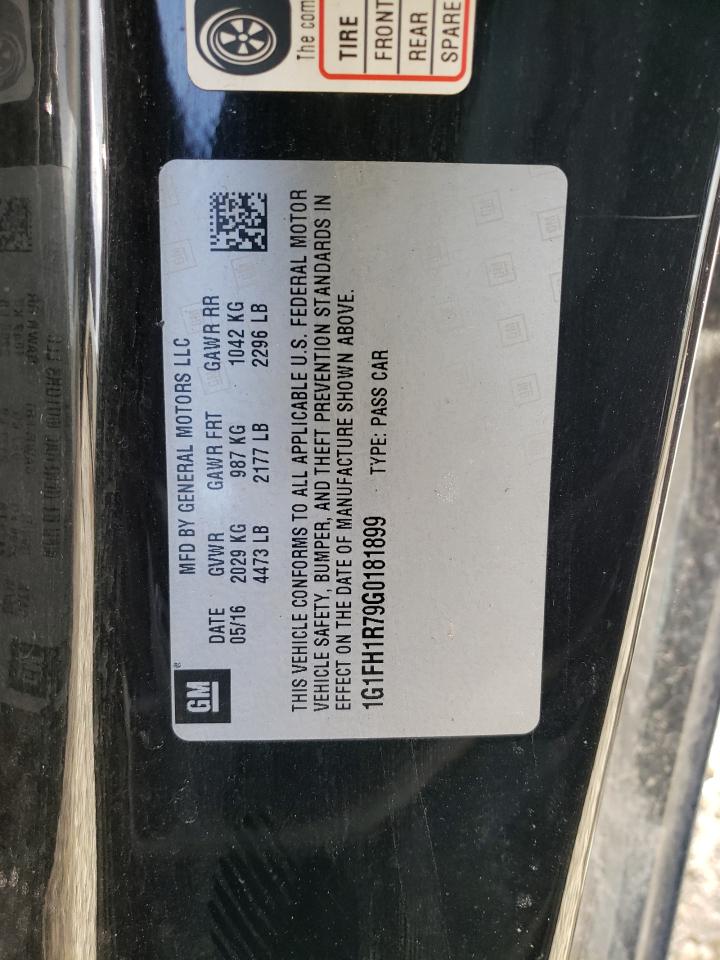 GM
MFD BY GENERAL MOTORS LLC
DATE GVWR GAWR FRT GAWR RR
05/16 2029 KG 987 KG 1042 KG
4473 LB 2177 LB 2296 LB
THIS VEHICLE CONFORMS TO ALL APPLICABLE U.S. FEDERAL MOTOR
VEHICLE SAFETY, BUMPER, AND THEFT PREVENTION STANDARDS IN
EFFECT ON THE DATE OF MANUFACTURE SHOWN ABOVE.
1G1FH1R79G0181899 TYPE: PASS CAR
The com
TIRE
FRONT
REAR
SPARE